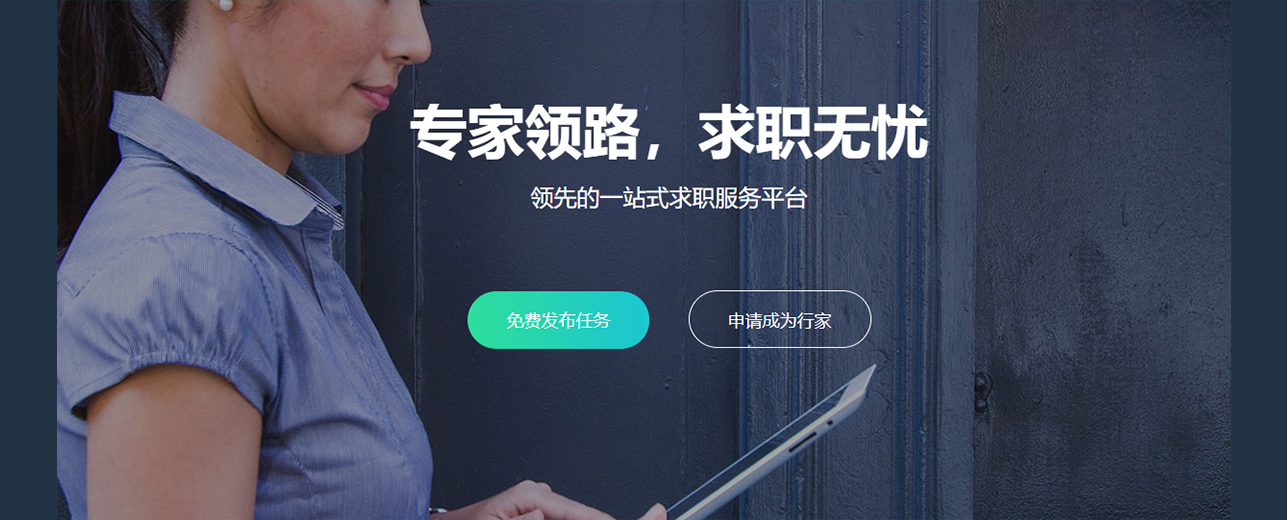 专家领路，求职无忧
领先的一站式求职服务平台
免费发布任务
申请成为行家